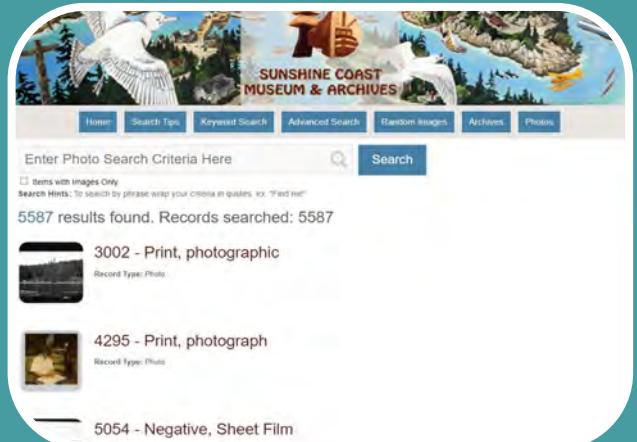 SUNSHINE COAST
MUSEUM & ARCHIVES
Home Search Tips Keyword Search Advanced Search Random Images Archives Photos
Enter Photo Search Criteria Here Search
Items with Images Only
Search Hints: To search by phrase wrap your criteria in quotes. ex. "Find me"
5587 results found. Records searched: 5587
3002 - Print, photographic
Record Type: Photo
4295 - Print, photograph
Record Type: Photo
5054 - Negative, Sheet Film